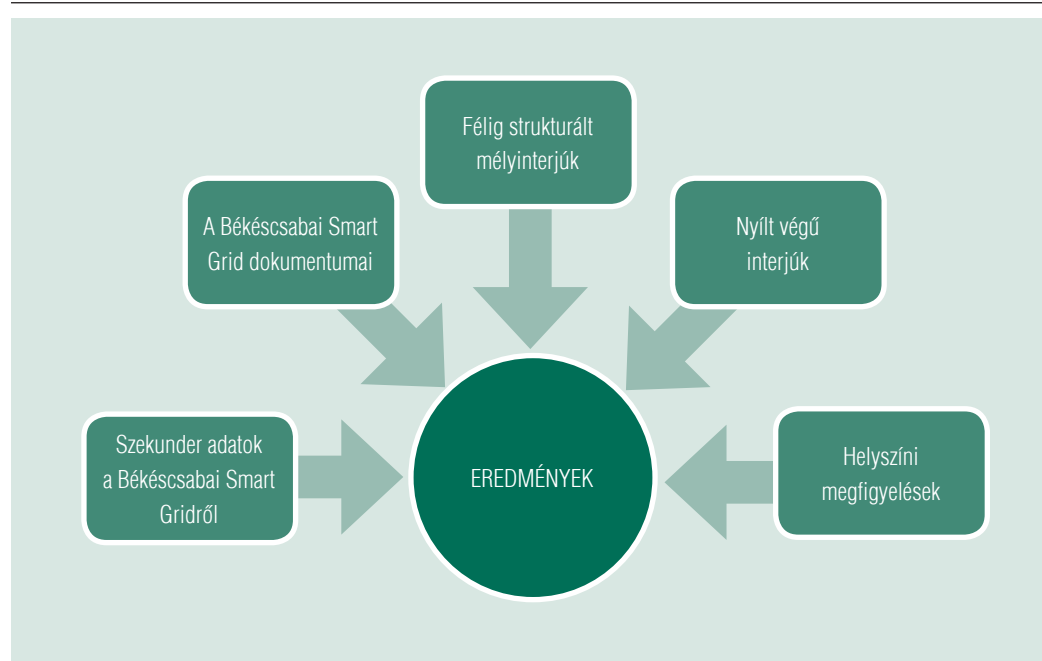 Félig strukturált
mélyinterjúk
A Békéscsabai Smart
Grid dokumentumai
Nyílt végű
interjúk
Szekunder adatok
a Békéscsabai Smart
Gridről
EREDMÉNYEK
Helyszíni
megfigyelések